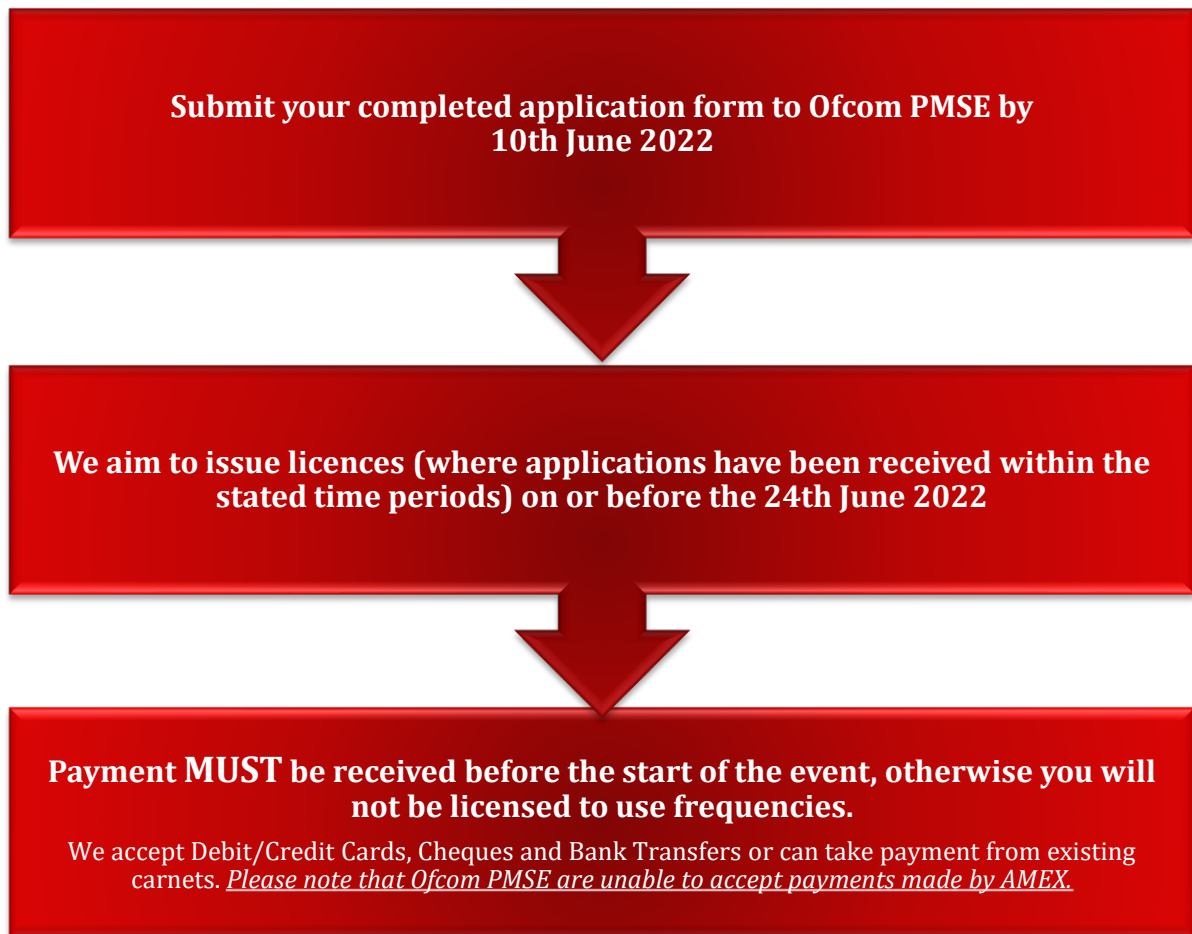 Submit your completed application form to Ofcom PMSE by
10th June 2022
We aim to issue licences (where applications have been received within the
stated time periods) on or before the 24th June 2022
Payment MUST be received before the start of the event, otherwise you will
not be licensed to use frequencies.
We accept Debit/Credit Cards, Cheques and Bank Transfers or can take payment from existing
carnets. Please note that Ofcom PMSE are unable to accept payments made by AMEX.